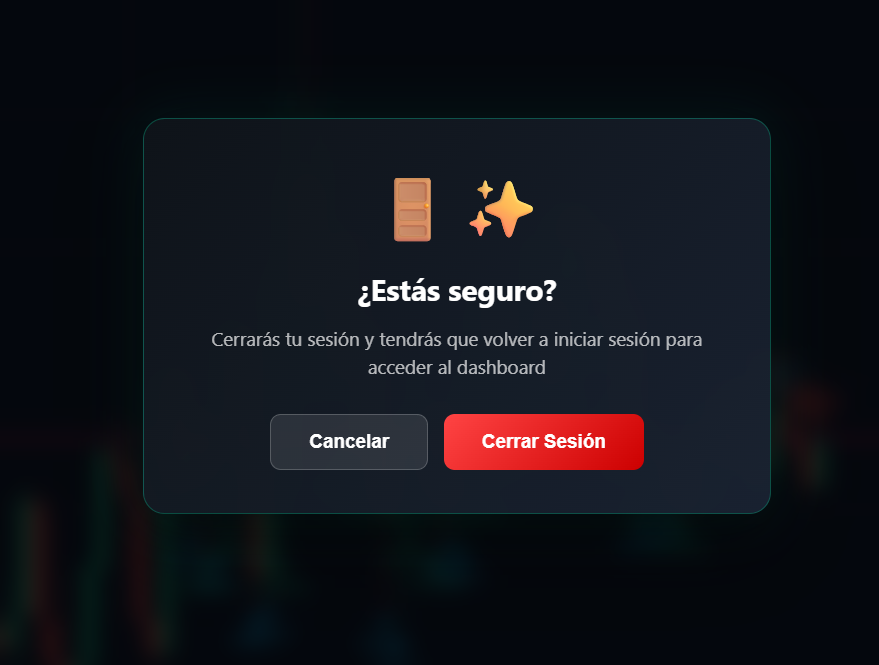 ¿Estás seguro?
Cerrarás tu sesión y tendrás que volver a iniciar sesión para
acceder al dashboard
Cancelar
Cerrar Sesión